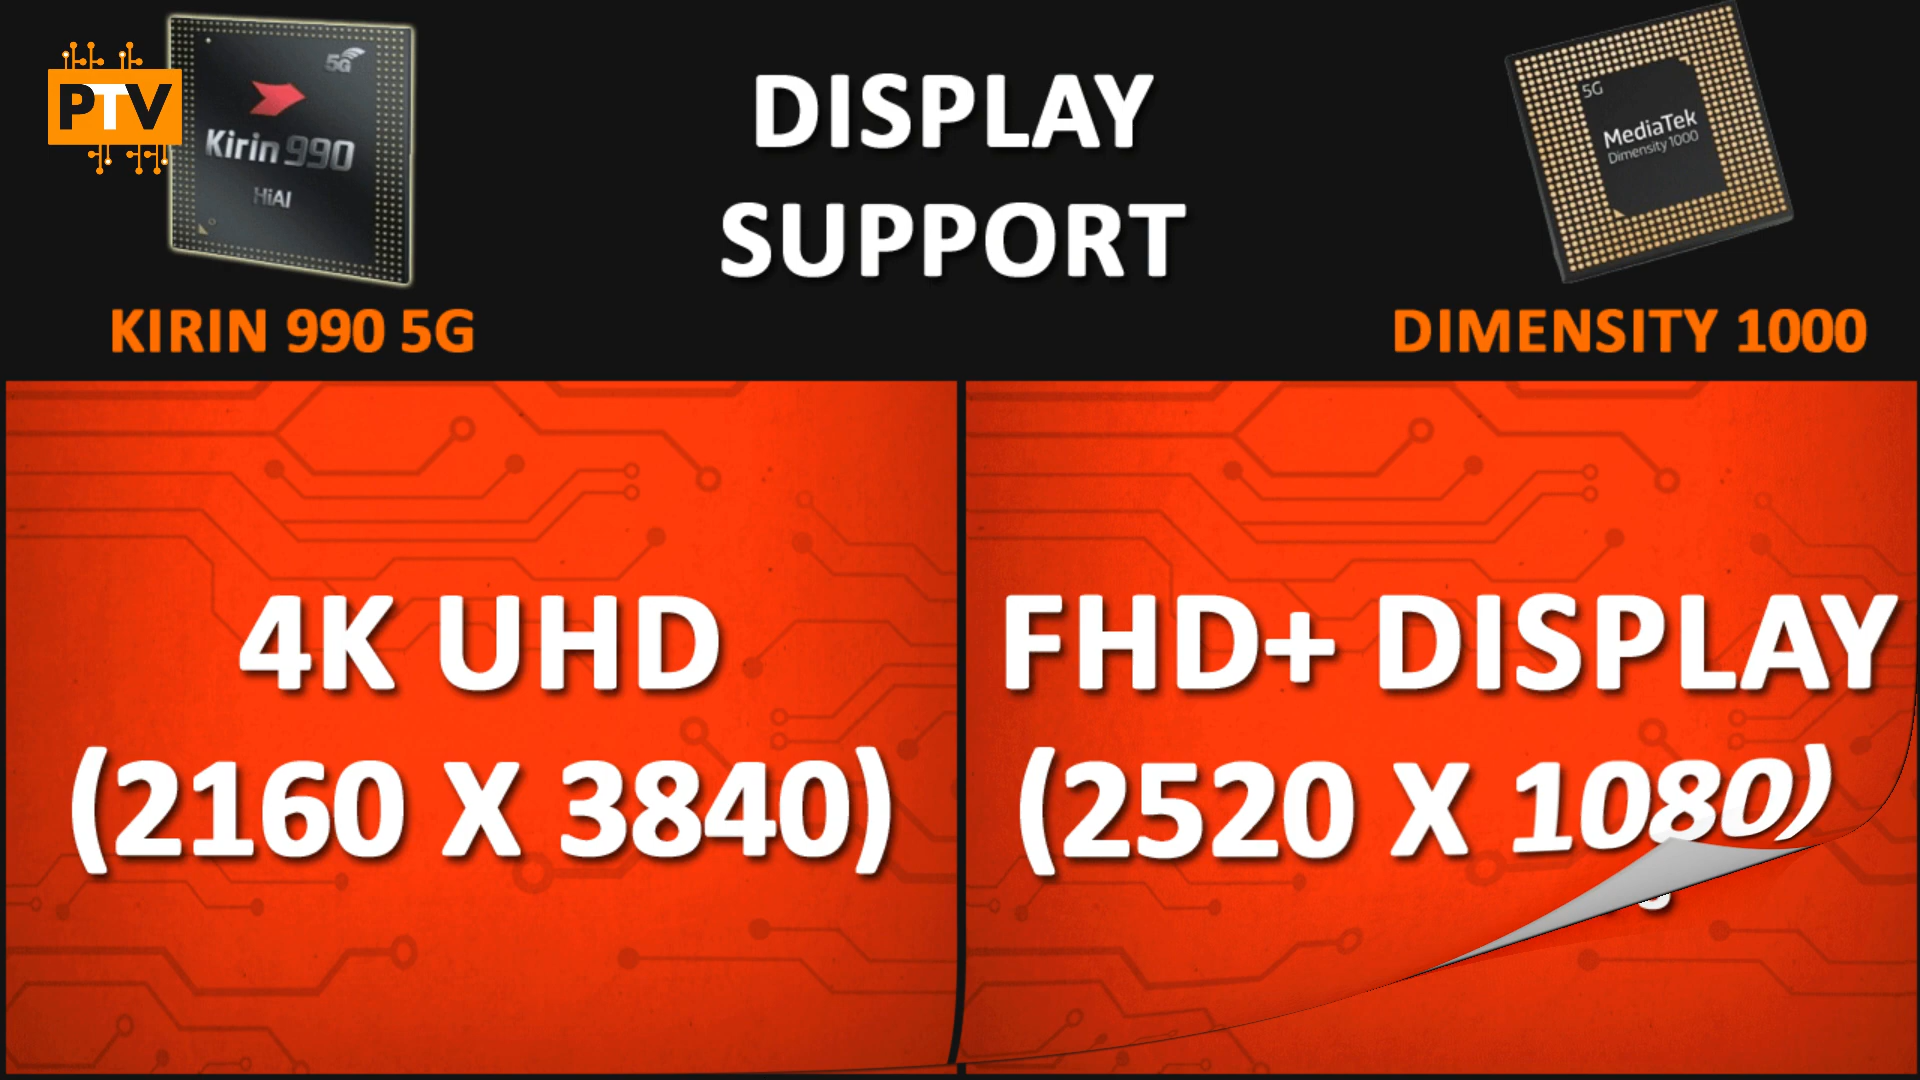 PTV
5G
Kirin 990
HiAI
DISPLAY
SUPPORT
5G
MediaTek
Dimensity 1000
KIRIN 990 5G
DIMENSITY 1000
4K UHD
(2160 X 3840)
FHD+ DISPLAY
(2520 X 1080)